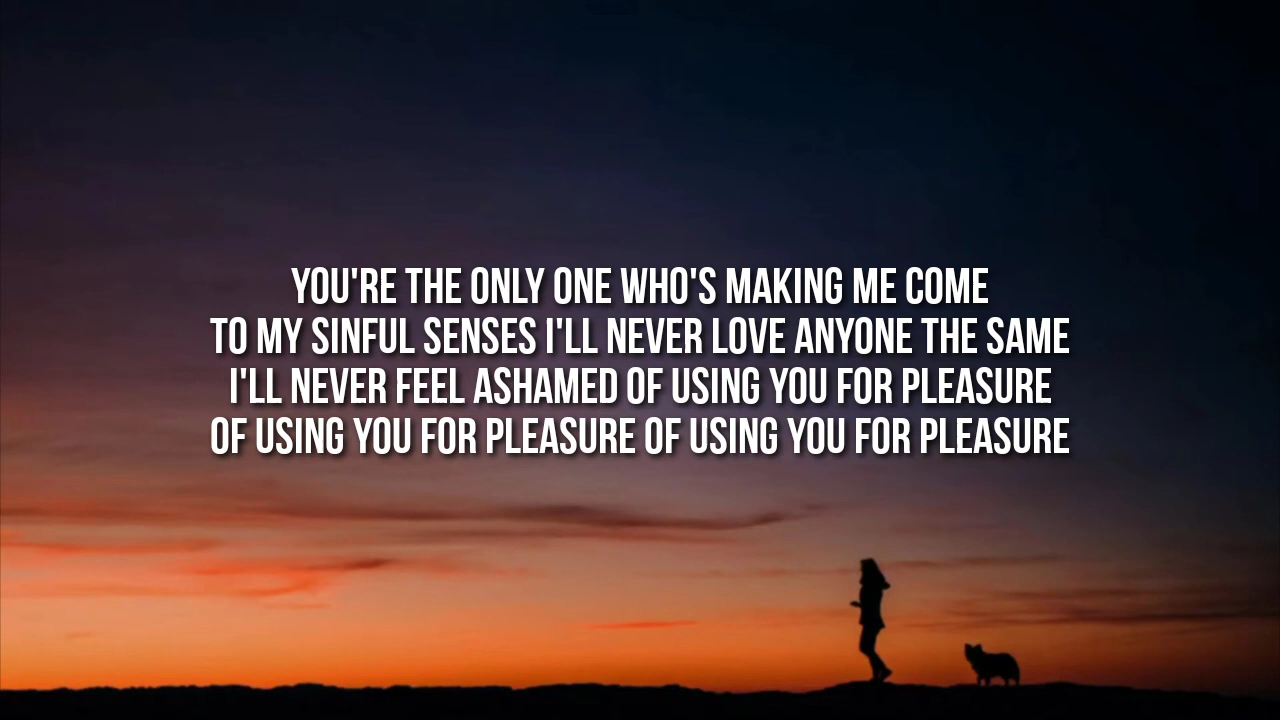 YOU'RE THE ONLY ONE WHO'S MAKING ME COME
TO MY SINFUL SENSES I'LL NEVER LOVE ANYONE THE SAME
I'LL NEVER FEEL ASHAMED OF USING YOU FOR PLEASURE
OF USING YOU FOR PLEASURE OF USING YOU FOR PLEASURE